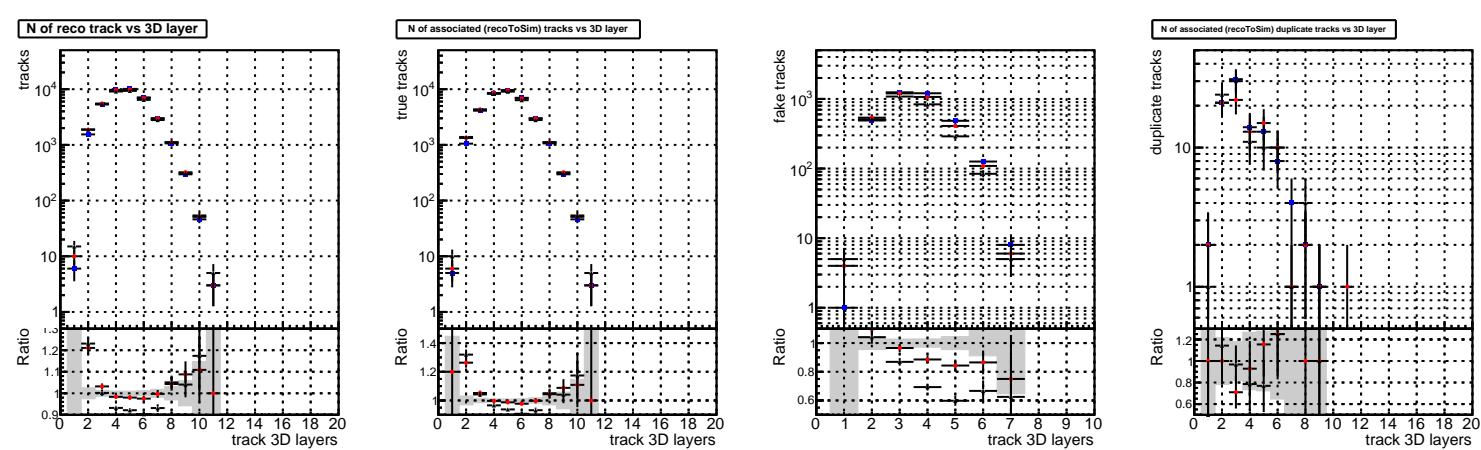 N of reco track vs 3D layer
tracks
10⁴
10³
10²
10
1
Ratio
1.3
1.2
1.1
1
0.9
0 2 4 6 8 10 12 14 16 18 20
track 3D layers
N of associated (recoToSim) tracks vs 3D layer
true tracks
10⁴
10³
10²
10
1
Ratio
1.4
1.2
1
0 2 4 6 8 10 12 14 16 18 20
track 3D layers
fake tracks
10³
10²
10
1
Ratio
1
0.8
0.6
0 1 2 3 4 5 6 7 8 9 10
track 3D layers
N of associated (recoToSim) duplicate tracks vs 3D layer
duplicate tracks
10
1
Ratio
1.2
1
0.8
0.6
0 2 4 6 8 10 12 14 16 18 20
track 3D layers